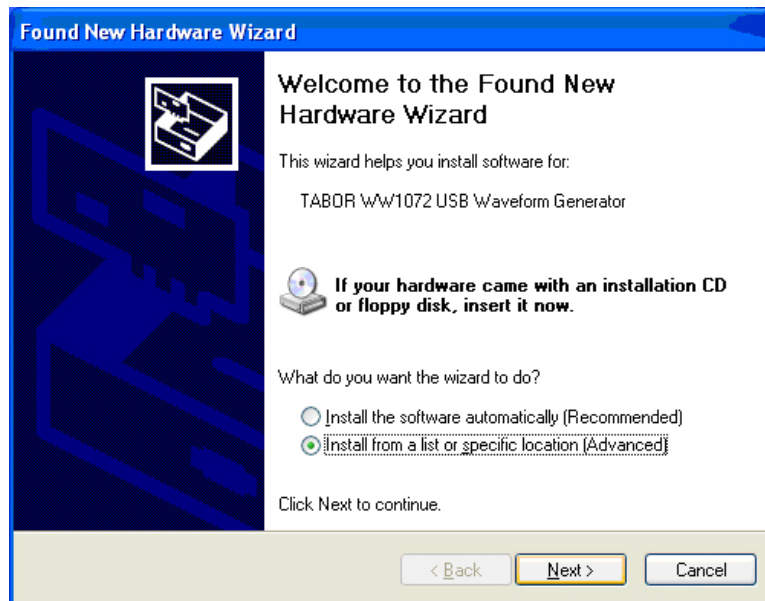 Found New Hardware Wizard
Welcome to the Found New
Hardware Wizard
This wizard helps you install software for:
TABOR WW1072 USB Waveform Generator
If your hardware came with an installation CD
or floppy disk, insert it now.
What do you want the wizard to do?
Install the software automatically (Recommended)
Install from a list or specific location (Advanced)
Click Next to continue.
< Back
Next >
Cancel